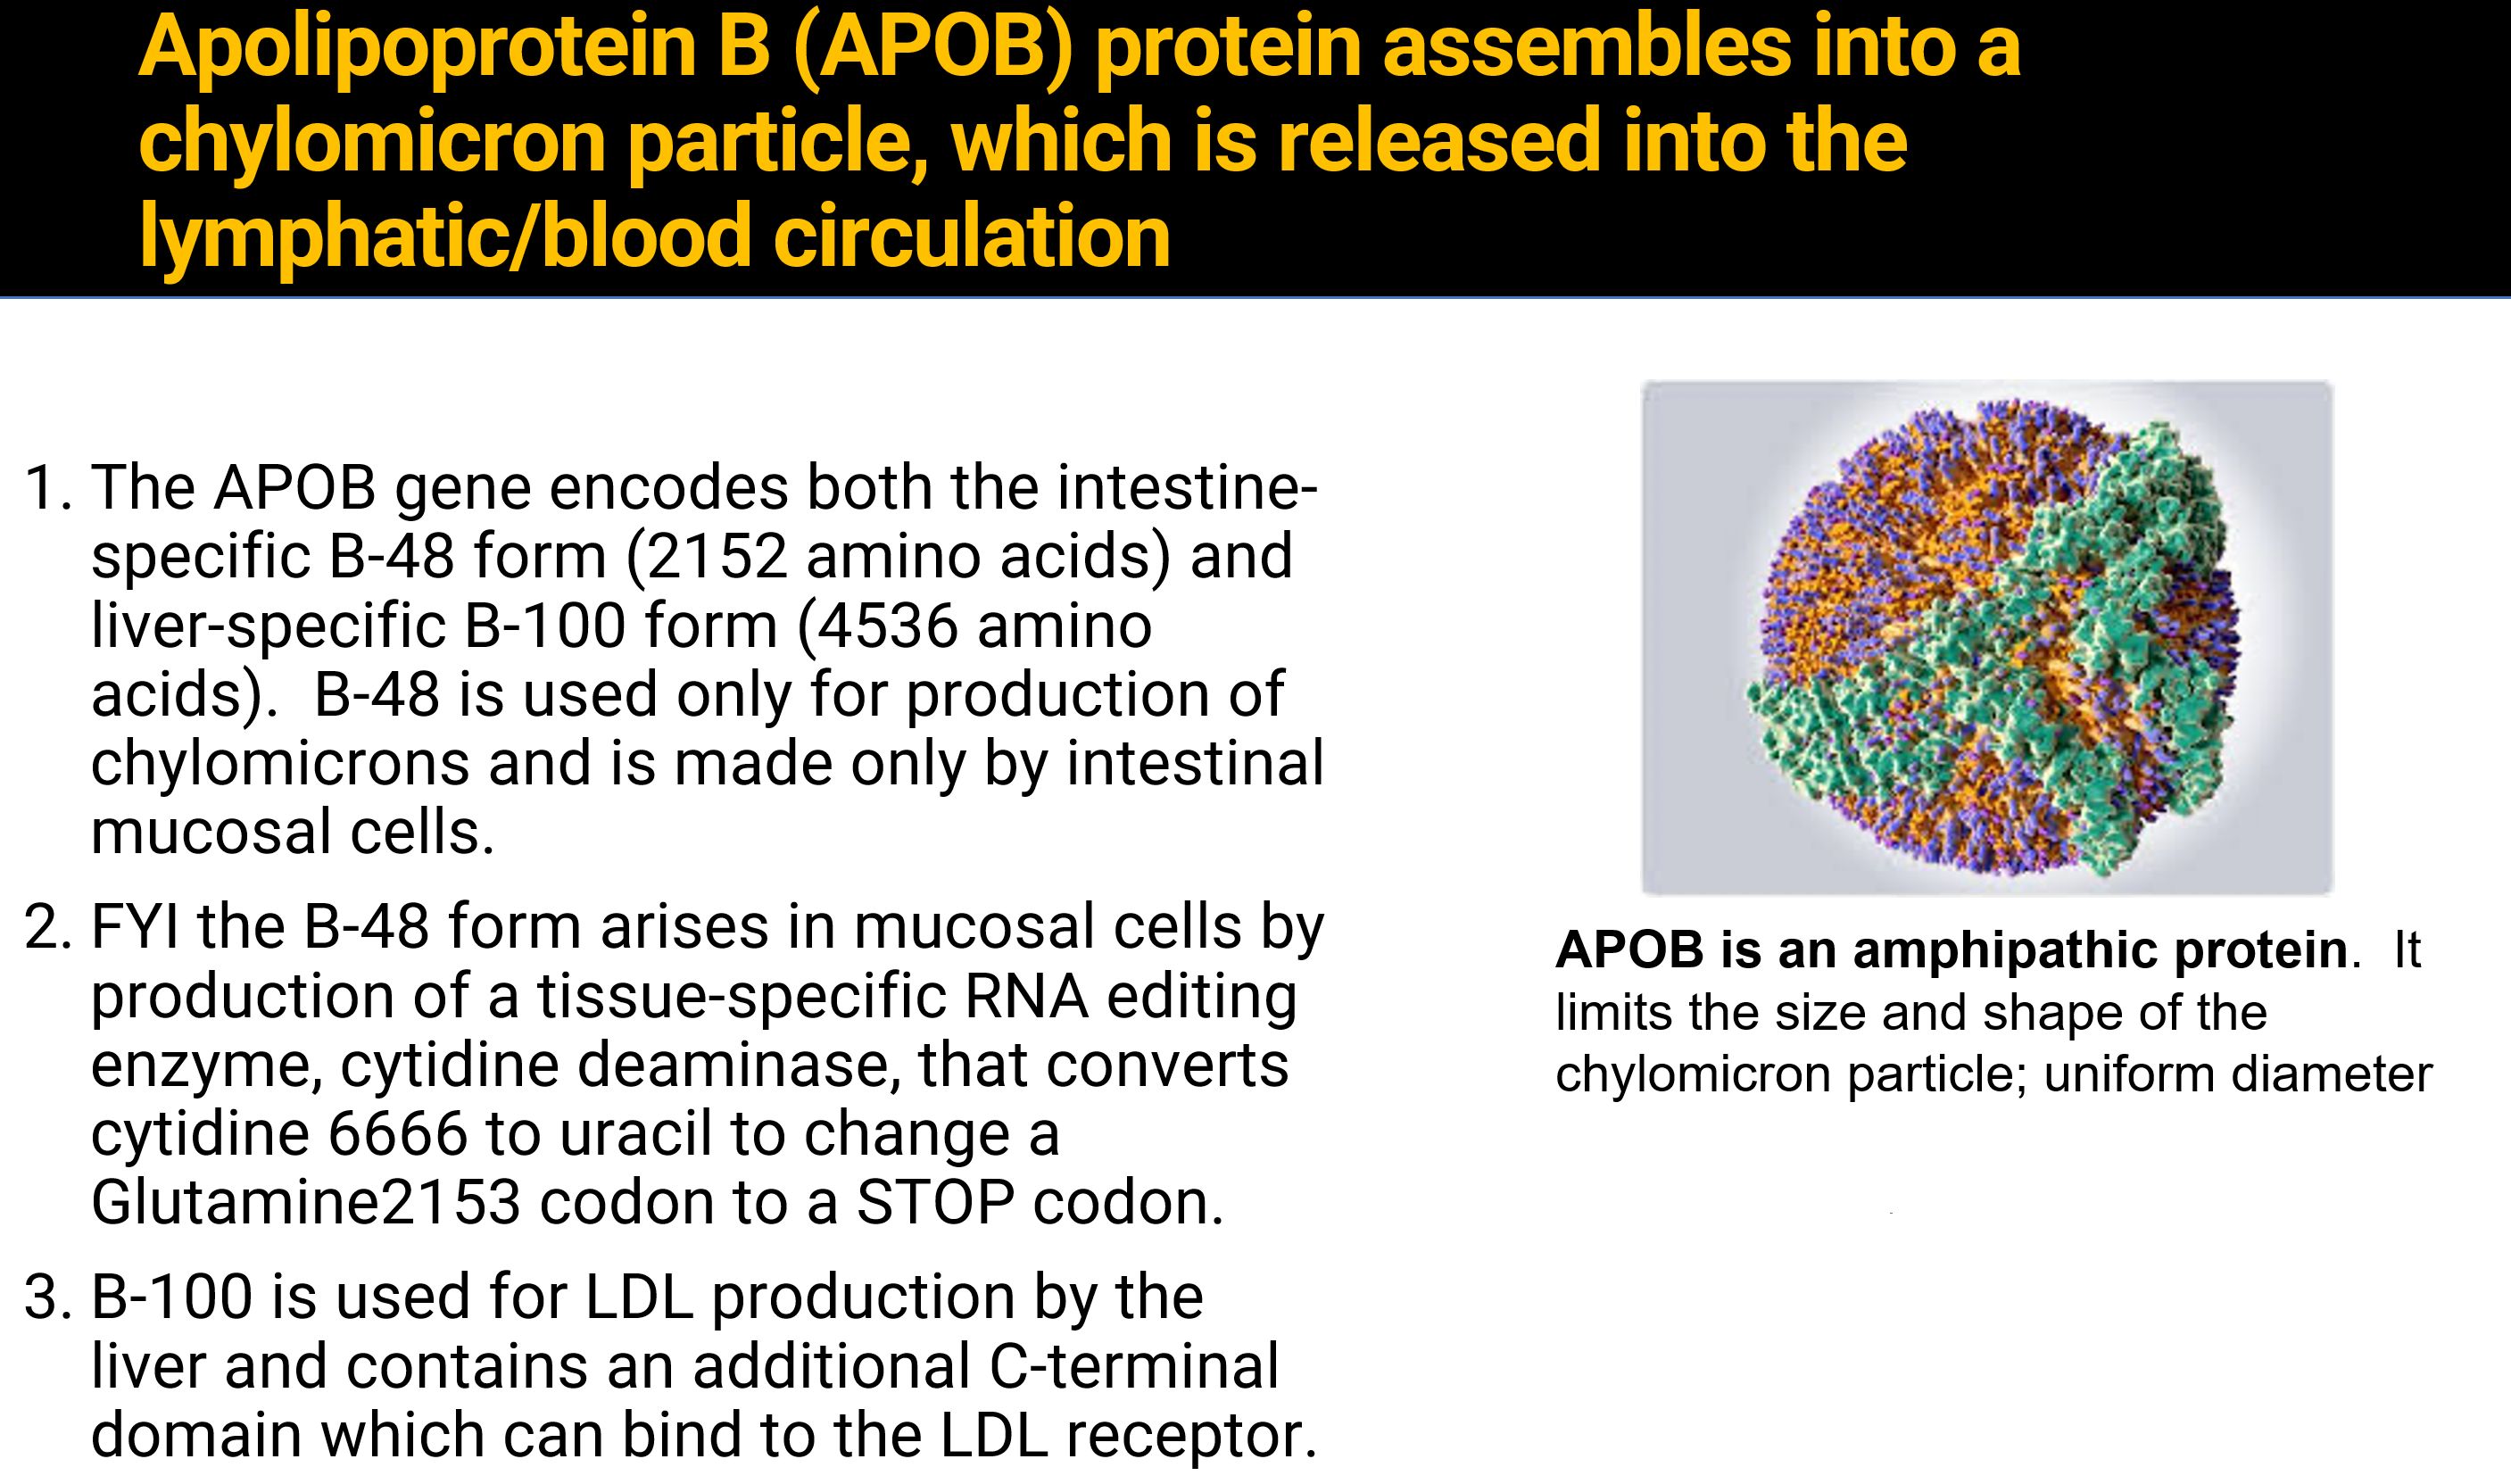 Apolipoprotein B (APOB) protein assembles into a
chylomicron particle, which is released into the
lymphatic/blood circulation
1. The APOB gene encodes both the intestine-
specific B-48 form (2152 amino acids) and
liver-specific B-100 form (4536 amino
acids).  B-48 is used only for production of
chylomicrons and is made only by intestinal
mucosal cells.
2. FYI the B-48 form arises in mucosal cells by
production of a tissue-specific RNA editing
enzyme, cytidine deaminase, that converts
cytidine 6666 to uracil to change a
Glutamine2153 codon to a STOP codon.
3. B-100 is used for LDL production by the
liver and contains an additional C-terminal
domain which can bind to the LDL receptor.
APOB is an amphipathic protein.  It
limits the size and shape of the
chylomicron particle; uniform diameter